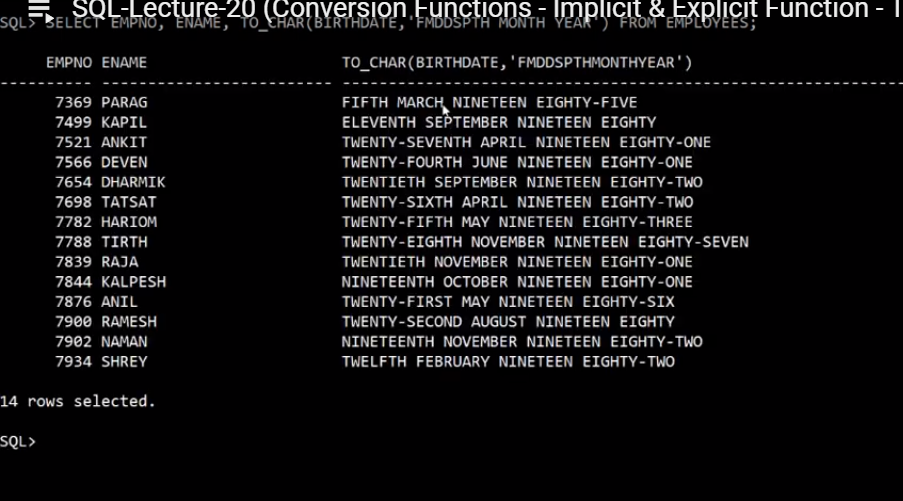 SQL-Lecture-20 (Conversion Functions - Implicit & Explicit Function -
SQL> SELECT EMPNO, ENAME, TO_CHAR(BIRTHDATE,'FMDDSPTH MONTH YEAR') FROM EMPLOYEES;
EMPNO ENAME TO_CHAR(BIRTHDATE,'FMDDSPTHMONTHYEAR')
7369 PARAG FIFTH MARCH NINETEEN EIGHTY-FIVE
7499 KAPIL ELEVENTH SEPTEMBER NINETEEN EIGHTY
7521 ANKIT TWENTY-SEVENTH APRIL NINETEEN EIGHTY-ONE
7566 DEVEN TWENTY-FOURTH JUNE NINETEEN EIGHTY-ONE
7654 DHARMIK TWENTIETH SEPTEMBER NINETEEN EIGHTY-TWO
7698 TATSAT TWENTY-SIXTH APRIL NINETEEN EIGHTY-TWO
7782 HARIOM TWENTY-FIFTH MAY NINETEEN EIGHTY-THREE
7788 TIRTH TWENTY-EIGHTH NOVEMBER NINETEEN EIGHTY-SEVEN
7839 RAJA TWENTIETH NOVEMBER NINETEEN EIGHTY-ONE
7844 KALPESH NINETEENTH OCTOBER NINETEEN EIGHTY-ONE
7876 ANIL TWENTY-FIRST MAY NINETEEN EIGHTY-SIX
7900 RAMESH TWENTY-SECOND AUGUST NINETEEN EIGHTY
7902 NAMAN NINETEENTH NOVEMBER NINETEEN EIGHTY-TWO
7934 SHREY TWELFTH FEBRUARY NINETEEN EIGHTY-TWO
14 rows selected.
SQL>